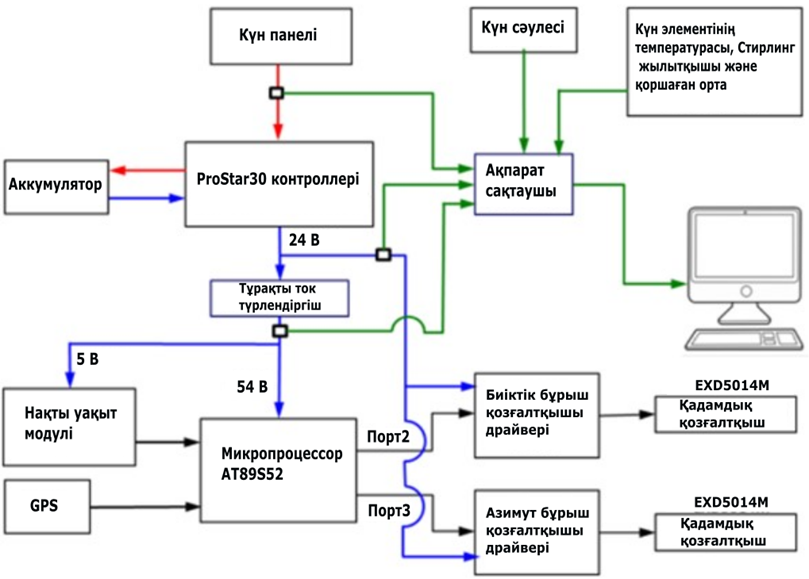 Күн панелі
Күн сәулесі
Күн элементінің
температурасы, Стирлинг
жылытқышы және
қоршаған орта
Аккумулятор
ProStar30 контроллері
Ақпарат
сақтаушы
24 В
Тұрақты ток
түрлендіргіш
5 В
54 В
Нақты уақыт
модулі
GPS
Микропроцессор
AT89S52
Порт2
Порт3
Биіктік бұрыш
қозғалтқышы
драйвері
EXD5014M
Қадамдық
қозғалтқыш
Азимут бұрыш
қозғалтқышы
драйвері
EXD5014M
Қадамдық
қозғалтқыш